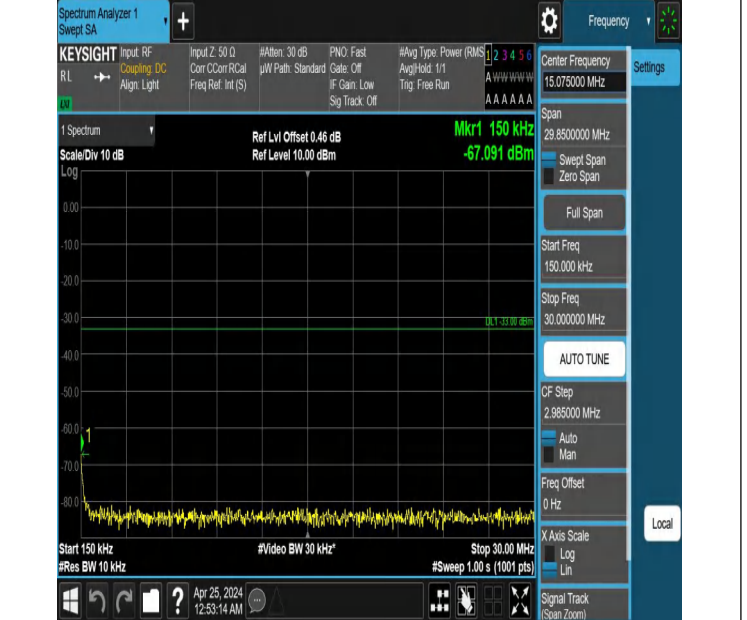 Spectrum Analyzer 1
Swept SA
+
Frequency
KEYSIGHT
RL
Input: RF
Coupling: DC
Align: Light
Input Z: 50 Ω
Corr CCorr RCal
Freq Ref: Int (S)
#Atten: 30 dB
µW Path: Standard
PNO: Fast
Gate: Off
IF Gain: Low
Sig Track: Off
#Avg Type: Power (RMS
Avg|Hold: 1/1
Trig: Free Run
1 2 3 4 5 6
A W W W W W
A A A A A A
1 Spectrum
Scale/Div 10 dB
Ref Lvl Offset 0.46 dB
Ref Level 10.00 dBm
Mkr1 150 kHz
-67.091 dBm
Log
0.00
-10.0
-20.0
-30.0
-40.0
-50.0
-60.0
-70.0
-80.0
DL1 -33.00 dBm
1
Start 150 kHz
#Res BW 10 kHz
#Video BW 30 kHz*
Stop 30.00 MHz
#Sweep 1.00 s (1001 pts)
Center Frequency
15.075000 MHz
Settings
Span
29.8500000 MHz
Swept Span
Zero Span
Full Span
Start Freq
150.000 kHz
Stop Freq
30.000000 MHz
AUTO TUNE
CF Step
2.985000 MHz
Auto
Man
Freq Offset
0 Hz
X Axis Scale
Log
Lin
Local
Signal Track
(Span Zoom)
?
Apr 25, 2024
12:53:14 AM